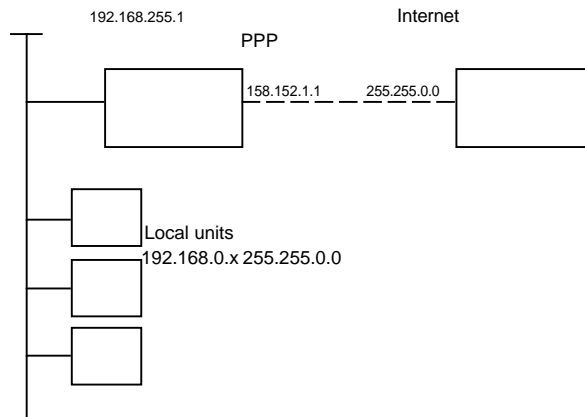 192.168.255.1
Internet
PPP
158.152.1.1
255.255.0.0
Local units
192.168.0.x 255.255.0.0